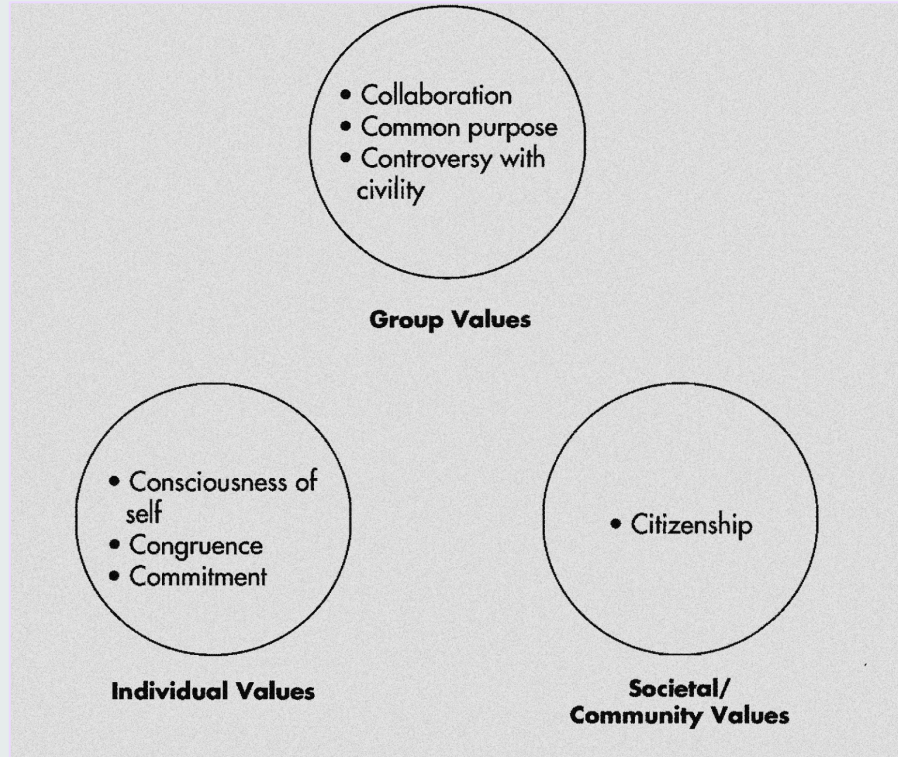 • Collaboration
• Common purpose
• Controversy with
civility
Group Values
• Consciousness of
self
• Congruence
• Commitment
Individual Values
• Citizenship
Societal/
Community Values